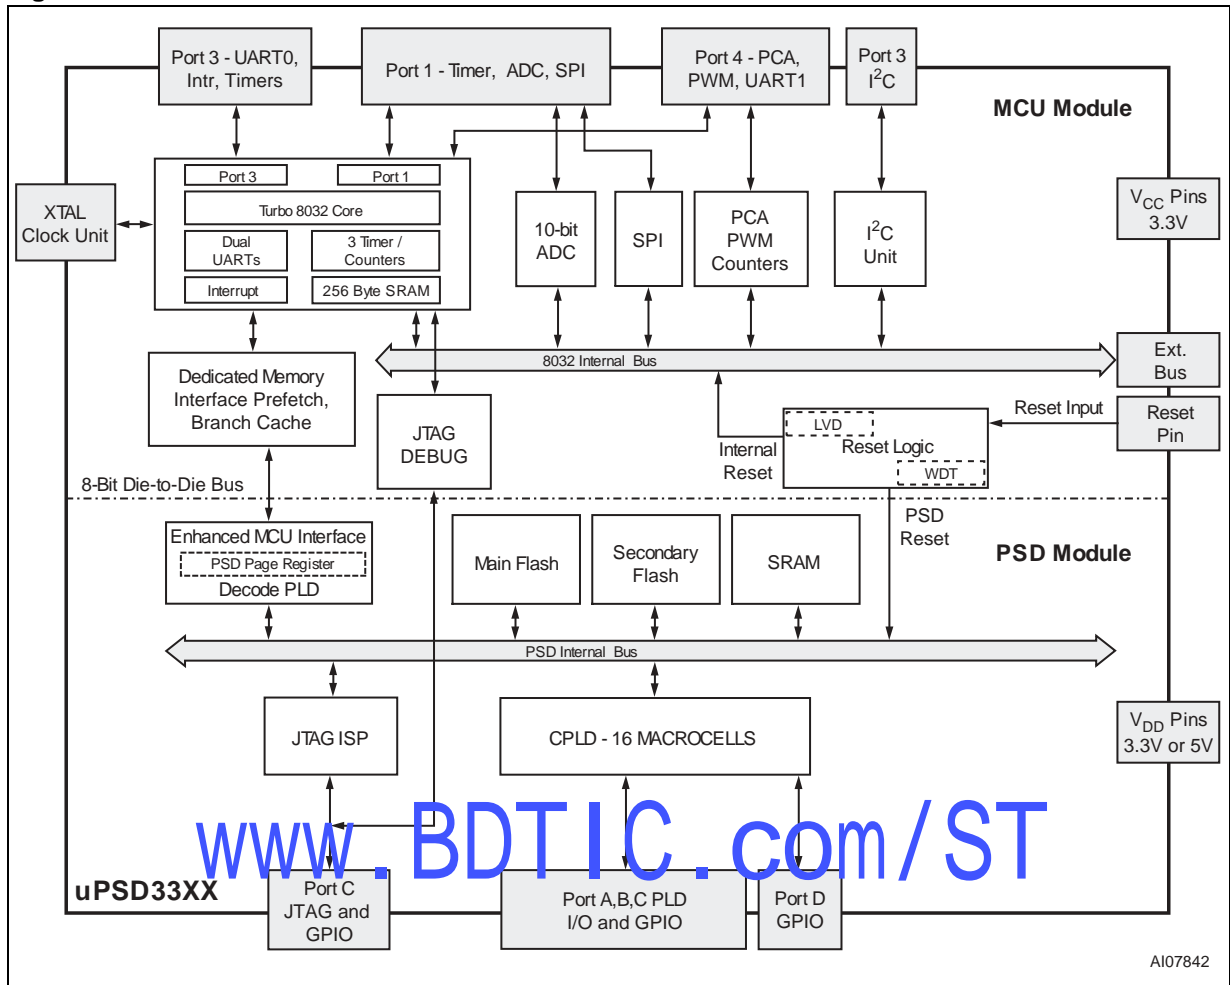 Port 3 - UART0,
Intr, Timers
Port 1 - Timer, ADC, SPI
Port 4 - PCA,
PWM, UART1
Port 3
I2C
MCU Module
XTAL
Clock Unit
Port 3
Port 1
Turbo 8032 Core
Dual
UARTs
3 Timer /
Counters
Interrupt
256 Byte SRAM
10-bit
ADC
SPI
PCA
PWM
Counters
I2C
Unit
VCC Pins
3.3V
8032 Internal Bus
Ext.
Bus
Dedicated Memory
Interface Prefetch,
Branch Cache
JTAG
DEBUG
Internal
Reset
LVD
Reset Logic
WDT
Reset Input
Reset
Pin
8-Bit Die-to-Die Bus
PSD
Reset
Enhanced MCU Interface
PSD Page Register
Decode PLD
Main Flash
Secondary
Flash
SRAM
PSD Module
PSD Internal Bus
JTAG ISP
CPLD - 16 MACROCELLS
VDD Pins
3.3V or 5V
www.BDTIC.com/ST
uPSD33XX
Port C
JTAG and
GPIO
Port A,B,C PLD
I/O and GPIO
Port D
GPIO
AI07842